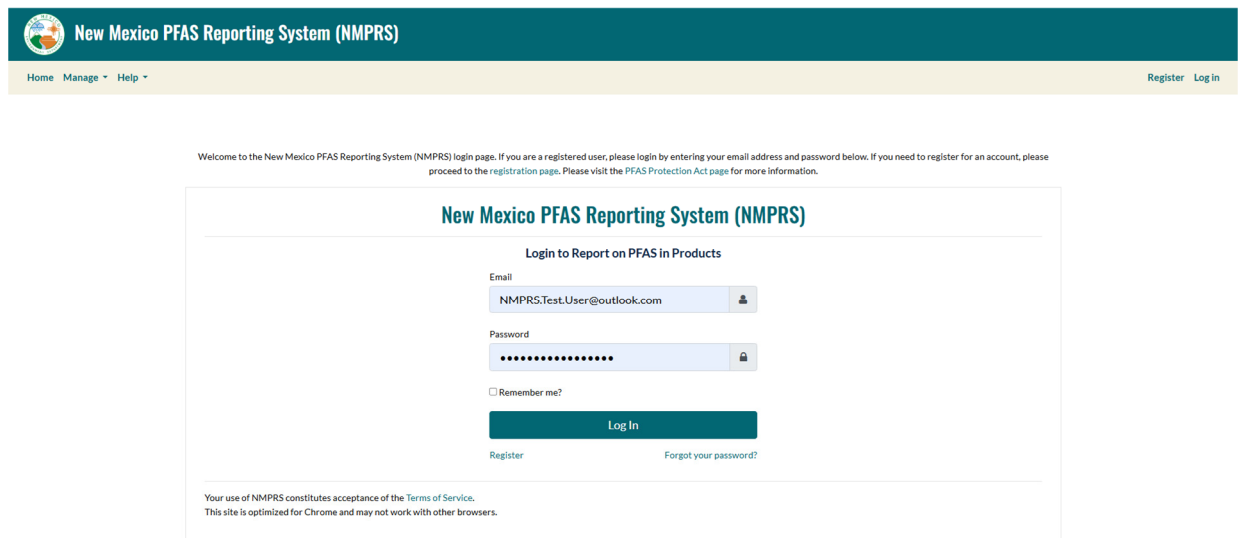 New Mexico PFAS Reporting System (NMPRS)
Home Manage Help Register Log in
Welcome to the New Mexico PFAS Reporting System (NMPRS) login page. If you are a registered user, please login by entering your email address and password below. If you need to register for an account, please
proceed to the registration page. Please visit the PFAS Protection Act page for more information.
New Mexico PFAS Reporting System (NMPRS)
Login to Report on PFAS in Products
Email
NMPRS.Test.User@outlook.com
Password
•••••••••••••••••
Remember me?
Log In
Register Forgot your password?
Your use of NMPRS constitutes acceptance of the Terms of Service.
This site is optimized for Chrome and may not work with other browsers.